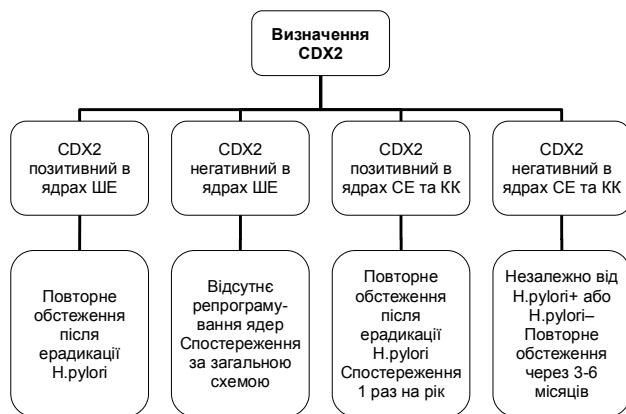 Визначення
CDX2
CDX2
позитивний в
ядрах ШЕ
CDX2
негативний в
ядрах ШЕ
CDX2
позитивний в
ядрах СЕ та КК
CDX2
негативний в
ядрах СЕ та КК
Повторне
обстеження
після
ерадикації
H.pylori
Відсутнє
репрограму-
вання ядер
Спостереження
за загальною
схемою
Повторне
обстеження
після
ерадикації
H.pylori
Спостереження
1 раз на рік
Незалежно від
H.pylori+ або
H.pylori–
Повторне
обстеження
через 3-6
місяців